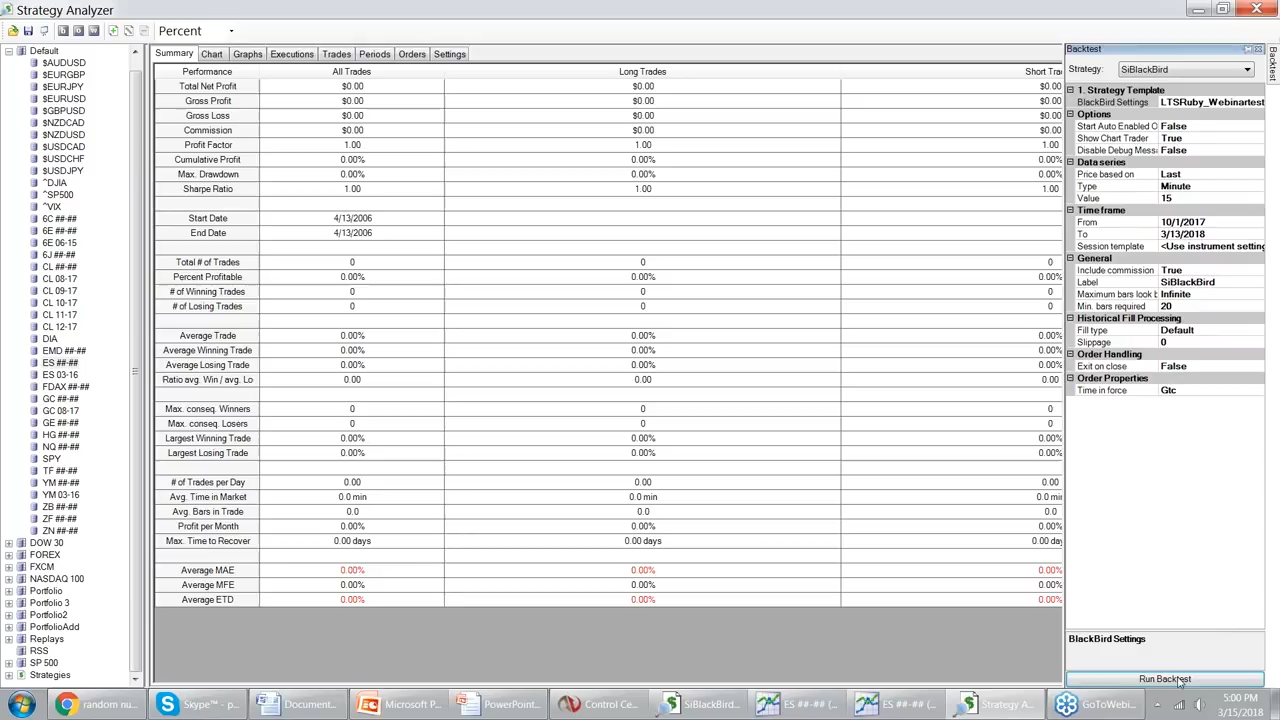 Strategy Analyzer
Percent
Default
$AUDUSD
$EURGBP
$EURJPY
$EURUSD
$GBPUSD
$NZDCAD
$NZDUSD
$USDCAD
$USDCHF
$USDJPY
^DJIA
^SP500
^VIX
6C ##-##
6E ##-##
6E 06-15
6J ##-##
CL ##-##
CL 08-17
CL 09-17
CL 10-17
CL 11-17
CL 12-17
DIA
EMD ##-##
ES ##-##
ES 03-16
FDAX ##-##
GC ##-##
GC 08-17
GE ##-##
HG ##-##
NQ ##-##
SPY
TF ##-##
YM ##-##
YM 03-16
ZB ##-##
ZF ##-##
ZN ##-##
DOW 30
FOREX
FXCM
NASDAQ 100
Portfolio
Portfolio 3
Portfolio2
PortfolioAdd
Replays
RSS
SP 500
Strategies
Summary Chart Graphs Executions Trades Periods Orders Settings
Performance All Trades Long Trades Short Tra
Total Net Profit $0.00 $0.00 $0.00
Gross Profit $0.00 $0.00 $0.00
Gross Loss $0.00 $0.00 $0.00
Commission $0.00 $0.00 $0.00
Profit Factor 1.00 1.00 1.00
Cumulative Profit 0.00% 0.00% 0.00%
Max. Drawdown 0.00% 0.00% 0.00%
Sharpe Ratio 1.00 1.00 1.00
Start Date 4/13/2006
End Date 4/13/2006
Total # of Trades 0 0 0
Percent Profitable 0.00% 0.00% 0.00%
# of Winning Trades 0 0 0
# of Losing Trades 0 0 0
Average Trade 0.00% 0.00% 0.00%
Average Winning Trade 0.00% 0.00% 0.00%
Average Losing Trade 0.00% 0.00% 0.00%
Ratio avg. Win / avg. Lo 0.00 0.00 0.00
Max. conseq. Winners 0 0 0
Max. conseq. Losers 0 0 0
Largest Winning Trade 0.00% 0.00% 0.00%
Largest Losing Trade 0.00% 0.00% 0.00%
# of Trades per Day 0.00 0.00 0.00
Avg. Time in Market 0.0 min 0.0 min 0.0 min
Avg. Bars in Trade 0.0 0.0 0.0
Profit per Month 0.00% 0.00% 0.00%
Max. Time to Recover 0.00 days 0.00 days 0.00 day
Average MAE 0.00% 0.00% 0.00%
Average MFE 0.00% 0.00% 0.00%
Average ETD 0.00% 0.00% 0.00%
Backtest
Backtest
Strategy: SiBlackBird
1. Strategy Template
BlackBird Settings LTSRuby_Webinartest
Options
Start Auto Enabled O False
Show Chart Trader True
Disable Debug Messa False
Data series
Price based on Last
Type Minute
Value 15
Time frame
From 10/1/2017
To 3/13/2018
Session template <Use instrument setting
General
Include commission True
Label SiBlackBird
Maximum bars look b Infinite
Min. bars required 20
Historical Fill Processing
Fill type Default
Slippage 0
Order Handling
Exit on close False
Order Properties
Time in force Gtc
BlackBird Settings
Run Backtest
random nu... Skype™ - p... Document... Microsoft P... PowerPoint... Control Ce... SiBlackBird... ES ##-## (... ES ##-## (... Strategy A... GoToWebi...
5:00 PM
3/15/2018